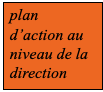 plan
d’action au
niveau de la
direction